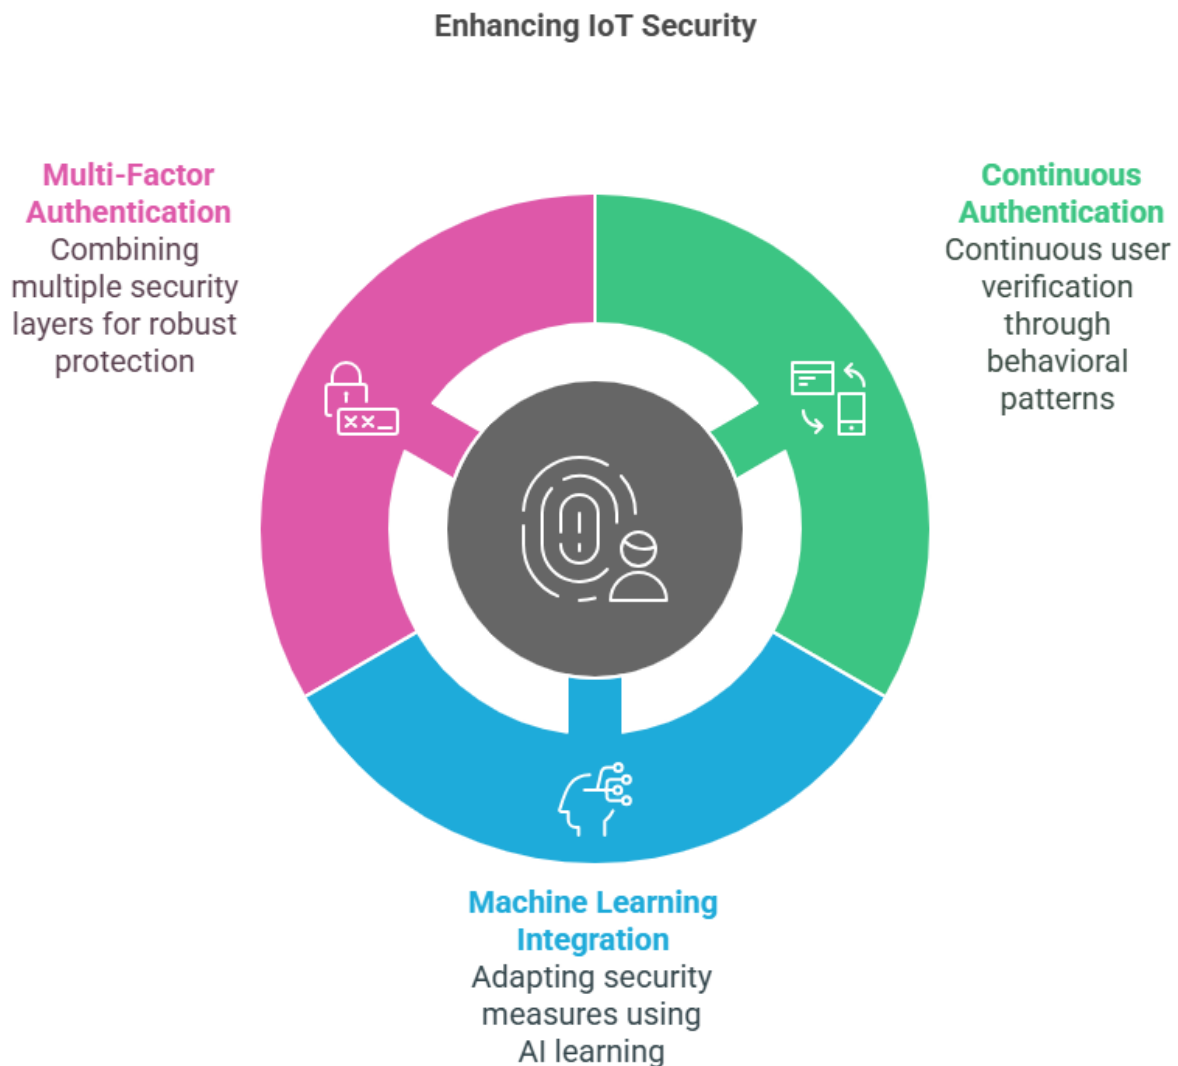 Enhancing IoT Security
Multi-Factor
Authentication
Combining
multiple security
layers for robust
protection
Continuous
Authentication
Continuous user
verification
through
behavioral
patterns
××_
Machine Learning
Integration
Adapting security
measures using
AI learning